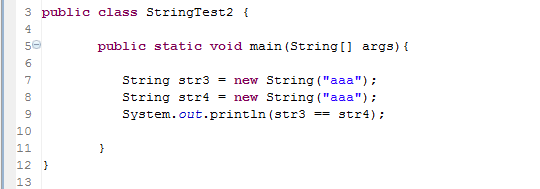 3 public class StringTest2 {
4
5 public static void main(String[] args){
6
7 String str3 = new String("aaa");
8 String str4 = new String("aaa");
9 System.out.println(str3 == str4);
10
11 }
12 }
13